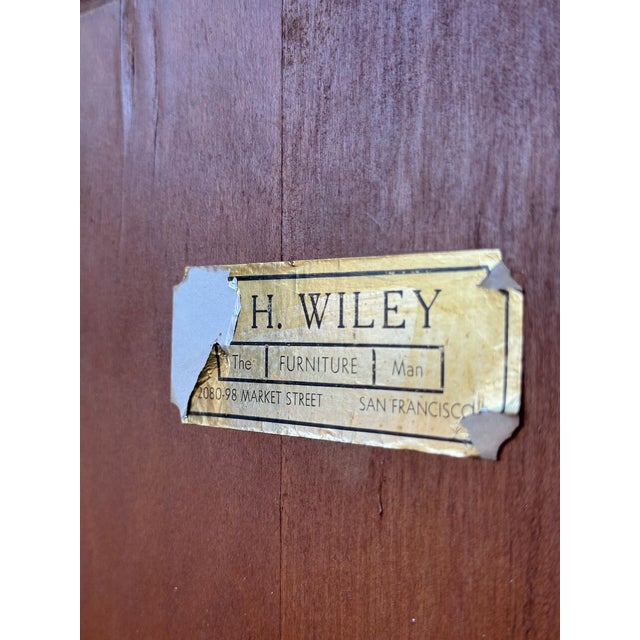 H. WILEY
The FURNITURE Man
2080-98 MARKET STREET SAN FRANCISCO